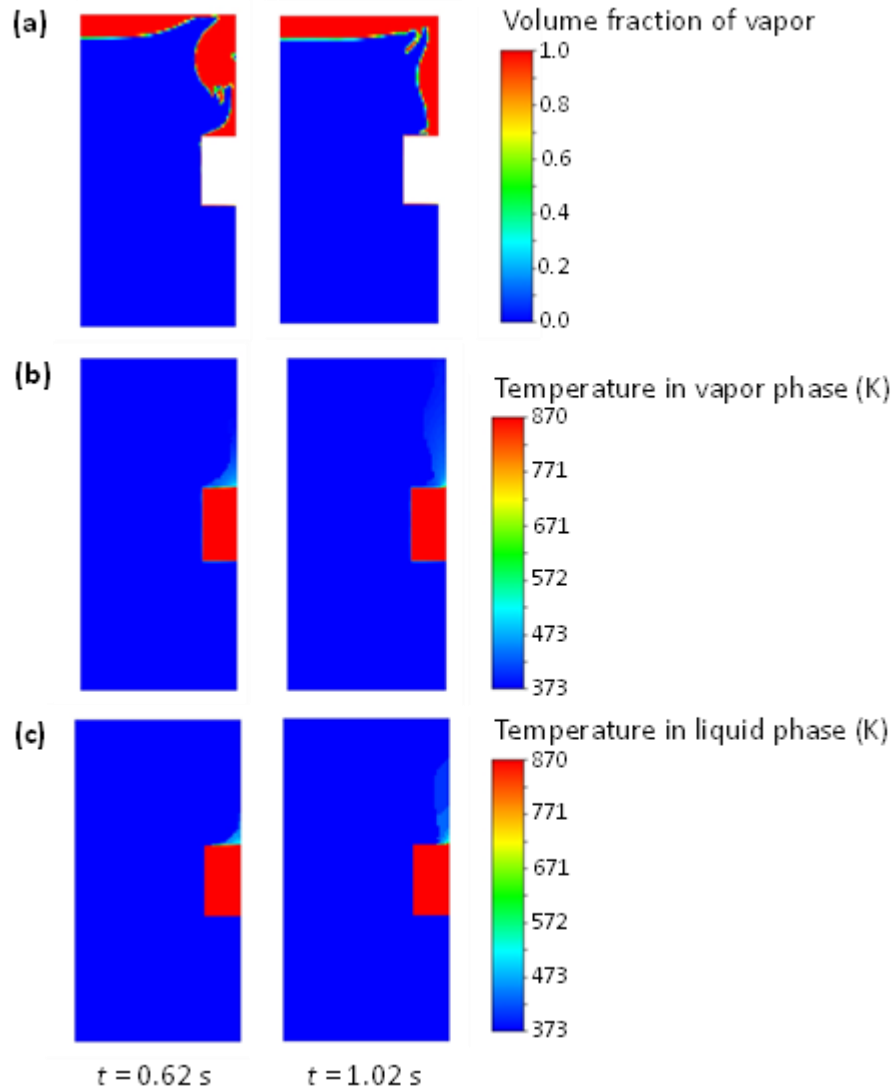 (a)
Volume fraction of vapor
1.0
0.8
0.6
0.4
0.2
0.0
(b)
Temperature in vapor phase (K)
870
771
671
572
473
373
(c)
Temperature in liquid phase (K)
870
771
671
572
473
373
t = 0.62 s
t = 1.02 s